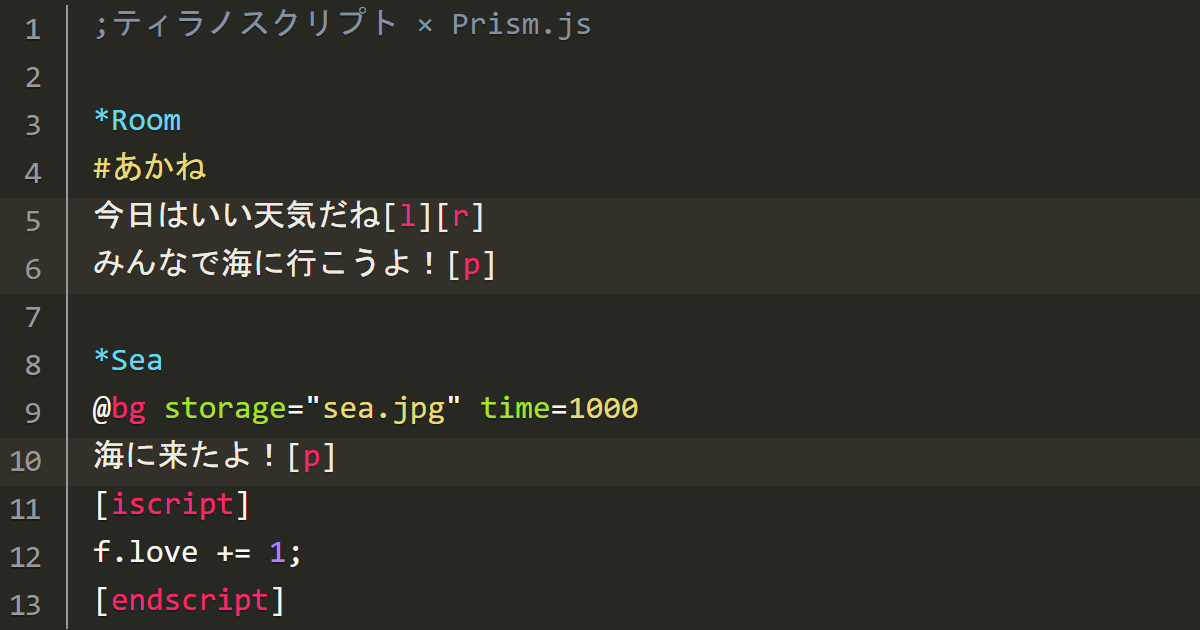 1 ;ティラノスクリプト × Prism.js
2
3 *Room
4 #あかね
5 今日はいい天気だね[l][r]
6 みんなで海に行こうよ！[p]
7
8 *Sea
9 @bg storage="sea.jpg" time=1000
10 海に来たよ！[p]
11 [iscript]
12 f.love += 1;
13 [endscript]